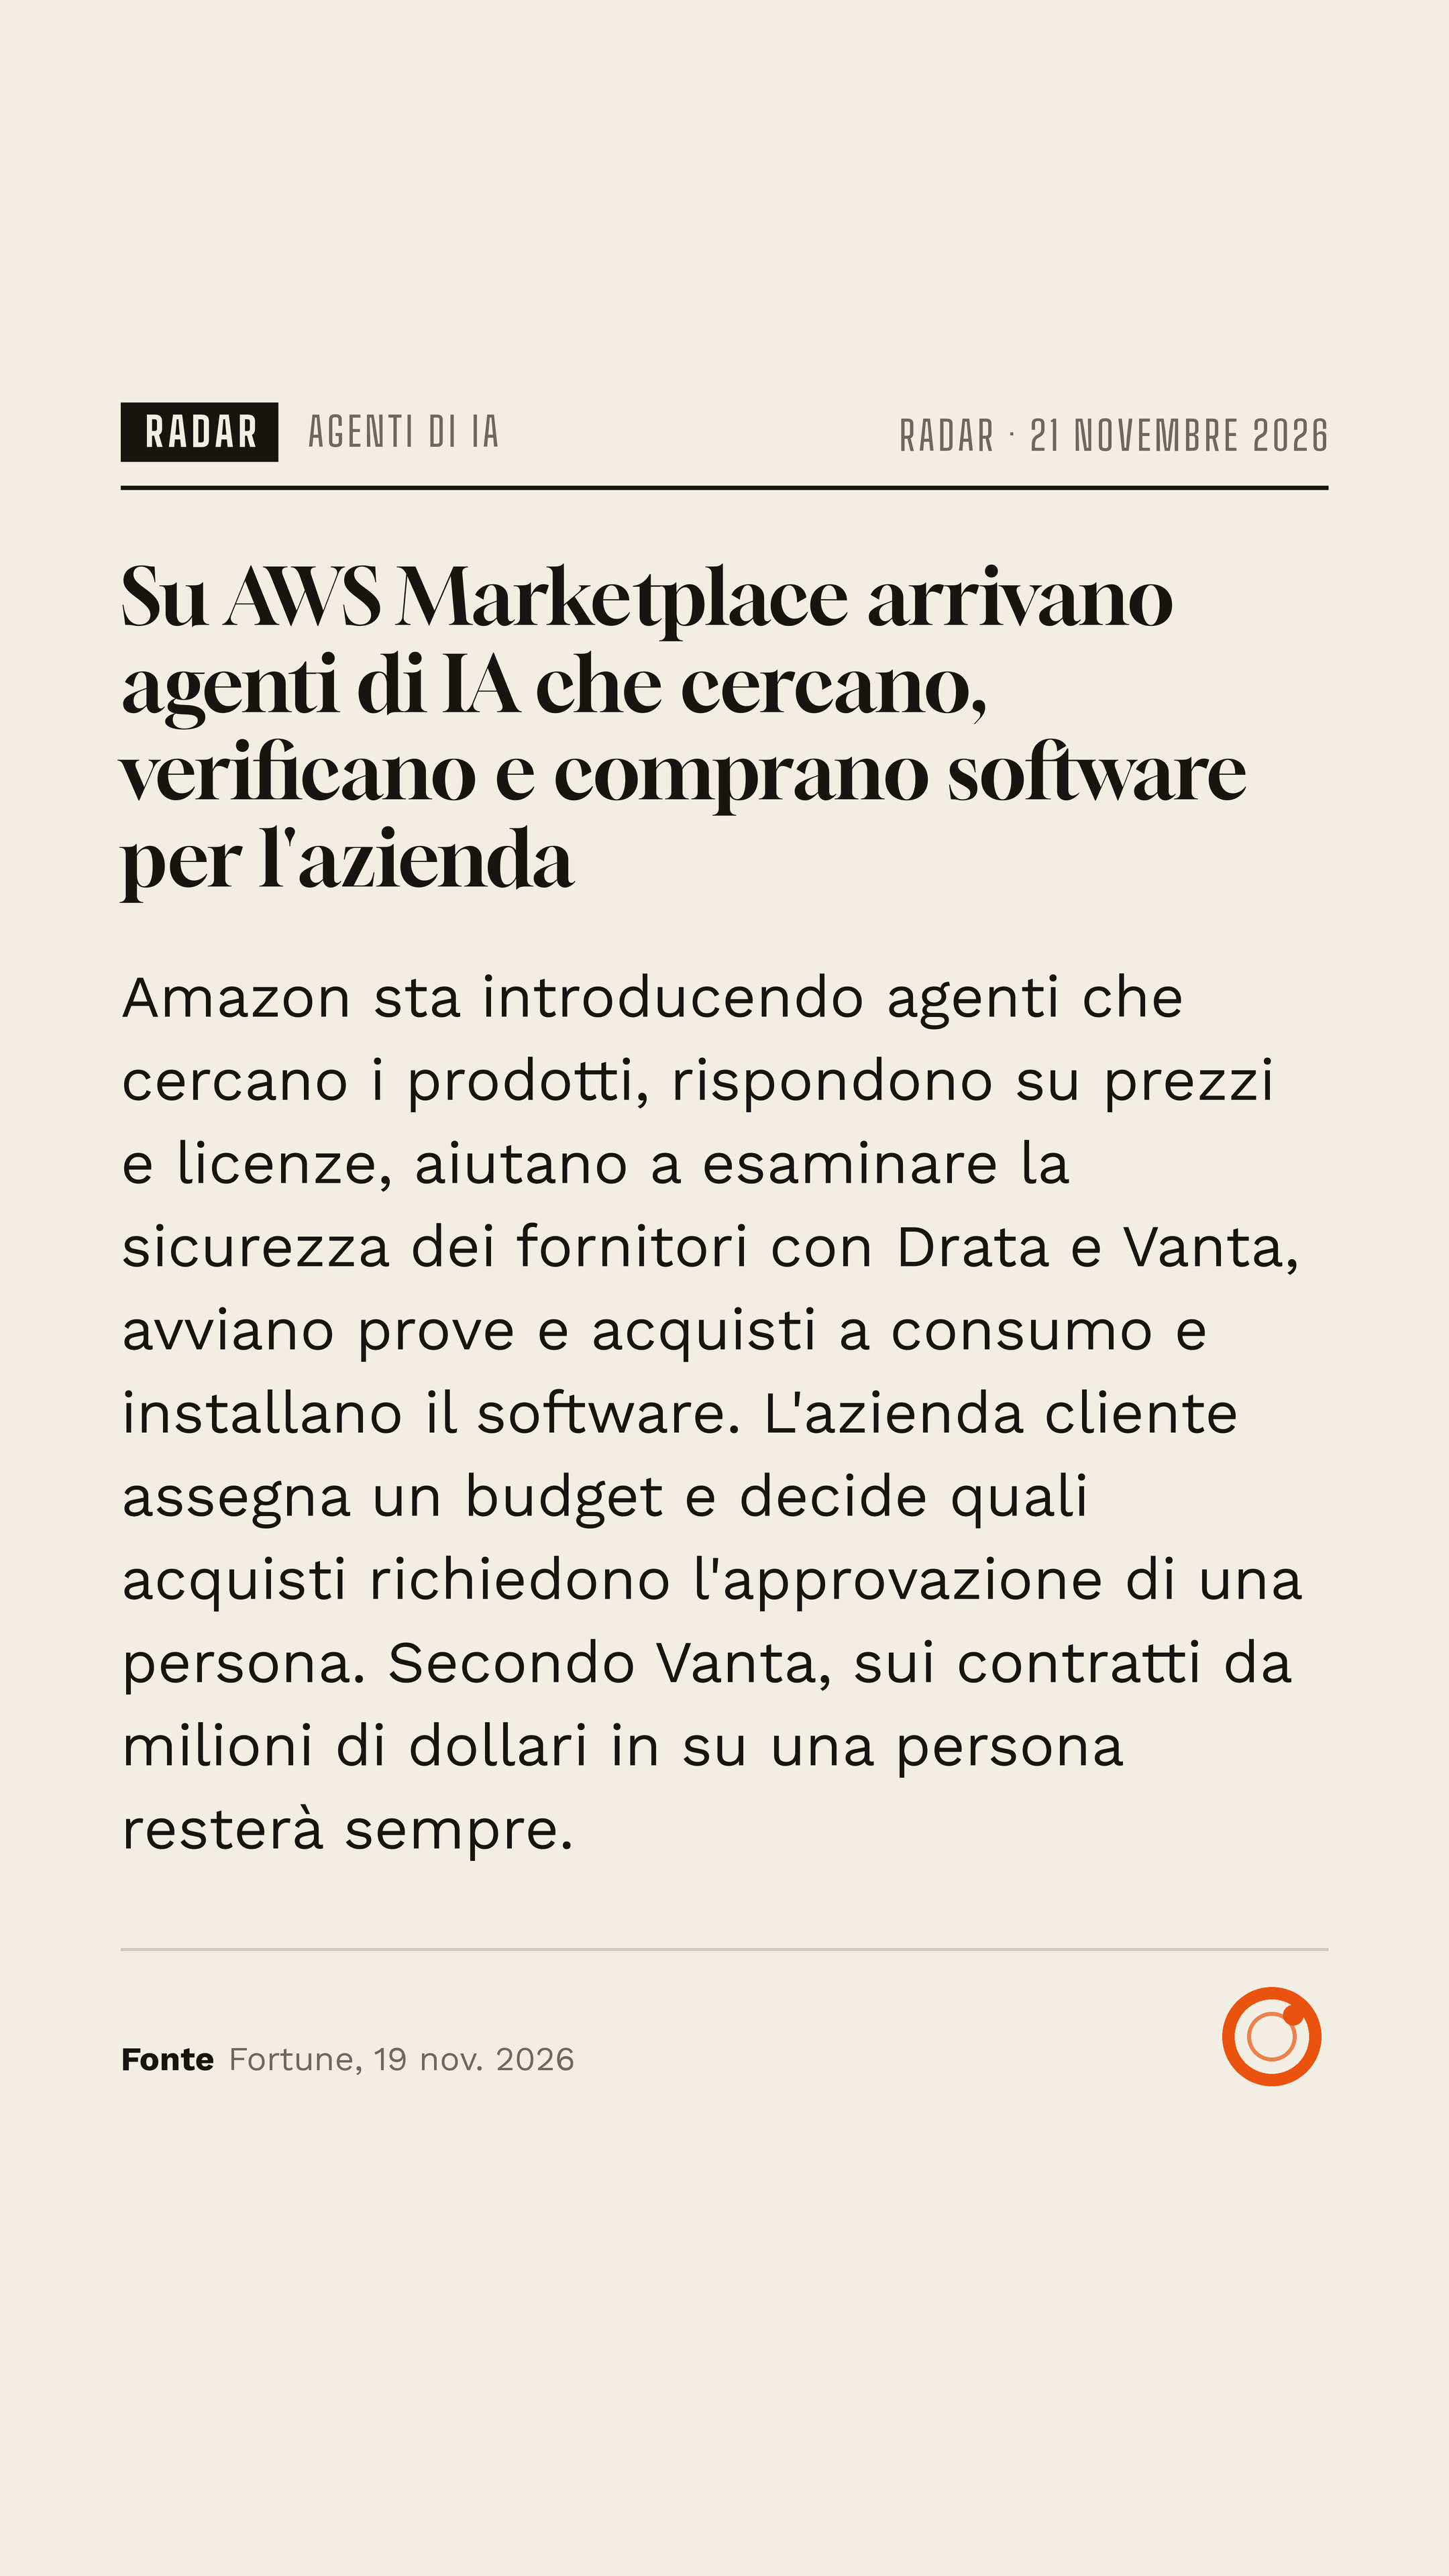 RADAR AGENTI DI IA RADAR · 21 NOVEMBRE 2026
Su AWS Marketplace arrivano
agenti di IA che cercano,
verificano e comprano software
per l'azienda
Amazon sta introducendo agenti che
cercano i prodotti, rispondono su prezzi
e licenze, aiutano a esaminare la
sicurezza dei fornitori con Drata e Vanta,
avviano prove e acquisti a consumo e
installano il software. L'azienda cliente
assegna un budget e decide quali
acquisti richiedono l'approvazione di una
persona. Secondo Vanta, sui contratti da
milioni di dollari in su una persona
resterà sempre.
Fonte Fortune, 19 nov. 2026